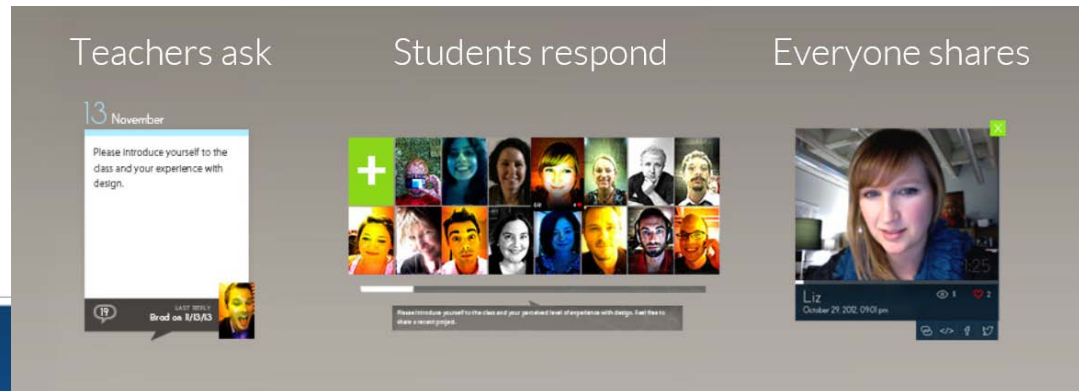 Teachers ask
Students respond
Everyone shares
13 November
Please introduce yourself to the
class and your experience with
design.
19
LAST REPLY
Brad on 11/13/13
Please introduce yourself to the class and your perceived level of experience with design. Feel free to
share a recent project.
X
1:25
Liz
1
2
October 29, 2012, 09:01 pm